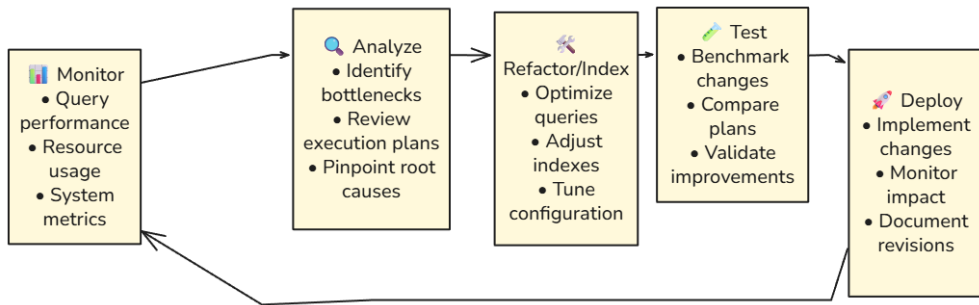 📊 Monitor
• Query
performance
• Resource
usage
• System
metrics
🔍 Analyze
• Identify
bottlenecks
• Review
execution plans
• Pinpoint root
causes
🛠️
Refactor/Index
• Optimize
queries
• Adjust
indexes
• Tune
configuration
🧪 Test
• Benchmark
changes
• Compare
plans
• Validate
improvements
🚀 Deploy
• Implement
changes
• Monitor
impact
• Document
revisions